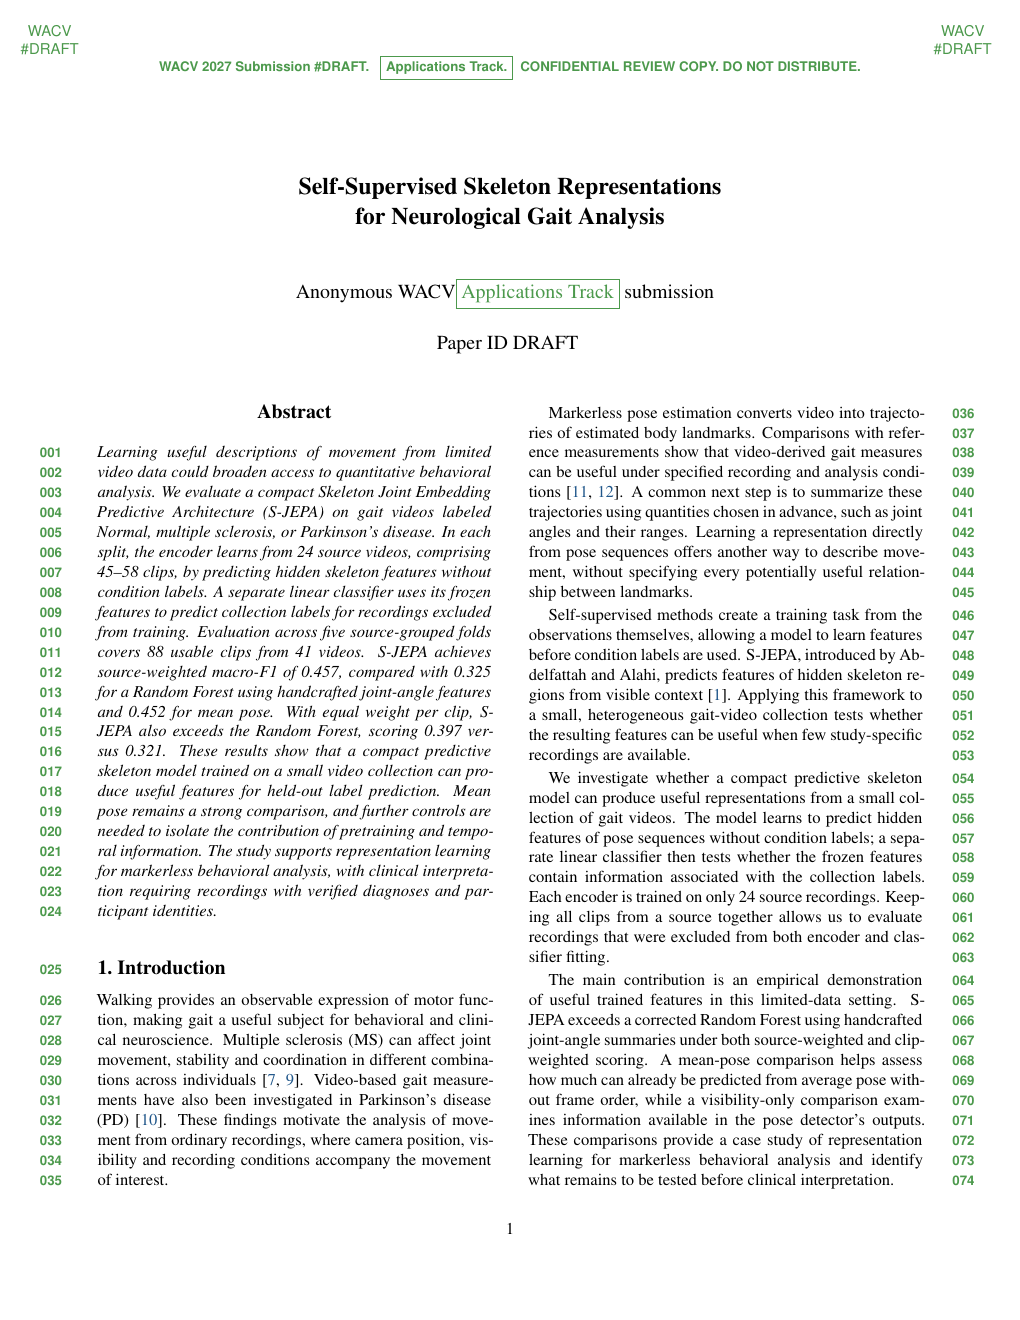 WACV
#DRAFT
WACV
#DRAFT
WACV 2027 Submission #DRAFT. Applications Track. CONFIDENTIAL REVIEW COPY. DO NOT DISTRIBUTE.
Self-Supervised Skeleton Representations
for Neurological Gait Analysis
Anonymous WACV Applications Track submission
Paper ID DRAFT
Abstract
001 Learning useful descriptions of movement from limited
002 video data could broaden access to quantitative behavioral
003 analysis. We evaluate a compact Skeleton Joint Embedding
004 Predictive Architecture (S-JEPA) on gait videos labeled
005 Normal, multiple sclerosis, or Parkinson's disease. In each
006 split, the encoder learns from 24 source videos, comprising
007 45–58 clips, by predicting hidden skeleton features without
008 condition labels. A separate linear classifier uses its frozen
009 features to predict collection labels for recordings excluded
010 from training. Evaluation across five source-grouped folds
011 covers 88 usable clips from 41 videos. S-JEPA achieves
012 source-weighted macro-F1 of 0.457, compared with 0.325
013 for a Random Forest using handcrafted joint-angle features
014 and 0.452 for mean pose. With equal weight per clip, S-
015 JEPA also exceeds the Random Forest, scoring 0.397 ver-
016 sus 0.321. These results show that a compact predictive
017 skeleton model trained on a small video collection can pro-
018 duce useful features for held-out label prediction. Mean
019 pose remains a strong comparison, and further controls are
020 needed to isolate the contribution of pretraining and tempo-
021 ral information. The study supports representation learning
022 for markerless behavioral analysis, with clinical interpreta-
023 tion requiring recordings with verified diagnoses and par-
024 ticipant identities.
025 1. Introduction
026 Walking provides an observable expression of motor func-
027 tion, making gait a useful subject for behavioral and clini-
028 cal neuroscience. Multiple sclerosis (MS) can affect joint
029 movement, stability and coordination in different combina-
030 tions across individuals [7, 9]. Video-based gait measure-
031 ments have also been investigated in Parkinson's disease
032 (PD) [10]. These findings motivate the analysis of move-
033 ment from ordinary recordings, where camera position, vis-
034 ibility and recording conditions accompany the movement
035 of interest.
Markerless pose estimation converts video into trajecto- 036
ries of estimated body landmarks. Comparisons with refer- 037
ence measurements show that video-derived gait measures 038
can be useful under specified recording and analysis condi- 039
tions [11, 12]. A common next step is to summarize these 040
trajectories using quantities chosen in advance, such as joint 041
angles and their ranges. Learning a representation directly 042
from pose sequences offers another way to describe move- 043
ment, without specifying every potentially useful relation- 044
ship between landmarks. 045
Self-supervised methods create a training task from the 046
observations themselves, allowing a model to learn features 047
before condition labels are used. S-JEPA, introduced by Ab- 048
delfattah and Alahi, predicts features of hidden skeleton re- 049
gions from visible context [1]. Applying this framework to 050
a small, heterogeneous gait-video collection tests whether 051
the resulting features can be useful when few study-specific 052
recordings are available. 053
We investigate whether a compact predictive skeleton 054
model can produce useful representations from a small col- 055
lection of gait videos. The model learns to predict hidden 056
features of pose sequences without condition labels; a sepa- 057
rate linear classifier then tests whether the frozen features 058
contain information associated with the collection labels. 059
Each encoder is trained on only 24 source recordings. Keep- 060
ing all clips from a source together allows us to evaluate 061
recordings that were excluded from both encoder and clas- 062
sifier fitting. 063
The main contribution is an empirical demonstration 064
of useful trained features in this limited-data setting. S- 065
JEPA exceeds a corrected Random Forest using handcrafted 066
joint-angle summaries under both source-weighted and clip- 067
weighted scoring. A mean-pose comparison helps assess 068
how much can already be predicted from average pose with- 069
out frame order, while a visibility-only comparison exam- 070
ines information available in the pose detector's outputs. 071
These comparisons provide a case study of representation 072
learning for markerless behavioral analysis and identify 073
what remains to be tested before clinical interpretation. 074
1